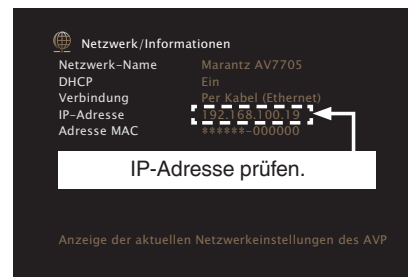 Netzwerk/Informationen
Netzwerk-Name Marantz AV7705
DHCP Ein
Verbindung Per Kabel (Ethernet)
IP-Adresse 192.168.100.19
Adresse MAC ******-000000
IP-Adresse prüfen.
Anzeige der aktuellen Netzwerkeinstellungen des AVP